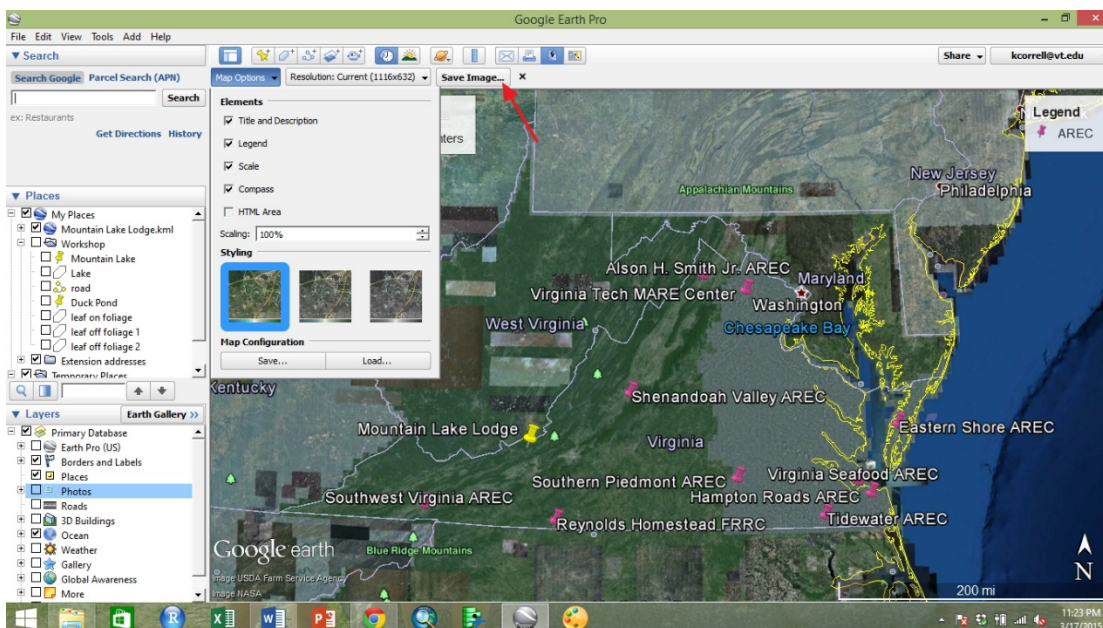 Google Earth Pro
File Edit View Tools Add Help
Search
Search Google Parcel Search (APN)
Search
ex: Restaurants
Get Directions History
Places
My Places
Mountain Lake Lodge.kml
Workshop
Mountain Lake
Lake
road
Duck Pond
leaf on foliage
leaf off foliage 1
leaf off foliage 2
Extension addresses
Temporary Places
Layers
Earth Gallery >>
Primary Database
Earth Pro (US)
Borders and Labels
Places
Photos
Roads
3D Buildings
Ocean
Weather
Gallery
Global Awareness
More
Share
kcorrell@vt.edu
Map Options
Resolution: Current (1116x632)
Save Image...
Elements
Title and Description
Legend
Scale
Compass
HTML Area
Scaling: 100%
Styling
Map Configuration
Save...
Load...
Legend
AREC
New Jersey
Philadelphia
Appalachian Mountains
Alson H. Smith Jr. AREC
Maryland
Virginia Tech MARE Center
Washington
West Virginia
Chesapeake Bay
Kentucky
Shenandoah Valley AREC
Mountain Lake Lodge
Eastern Shore AREC
Virginia
Virginia Seafood AREC
Southern Piedmont AREC
Hampton Roads AREC
Southwest Virginia AREC
Reynolds Homestead FRRC
Tidewater AREC
Google earth
Blue Ridge Mountains
Image USDA Farm Service Agency
Image NASA
N
200 mi
11:23 PM
3/17/2015